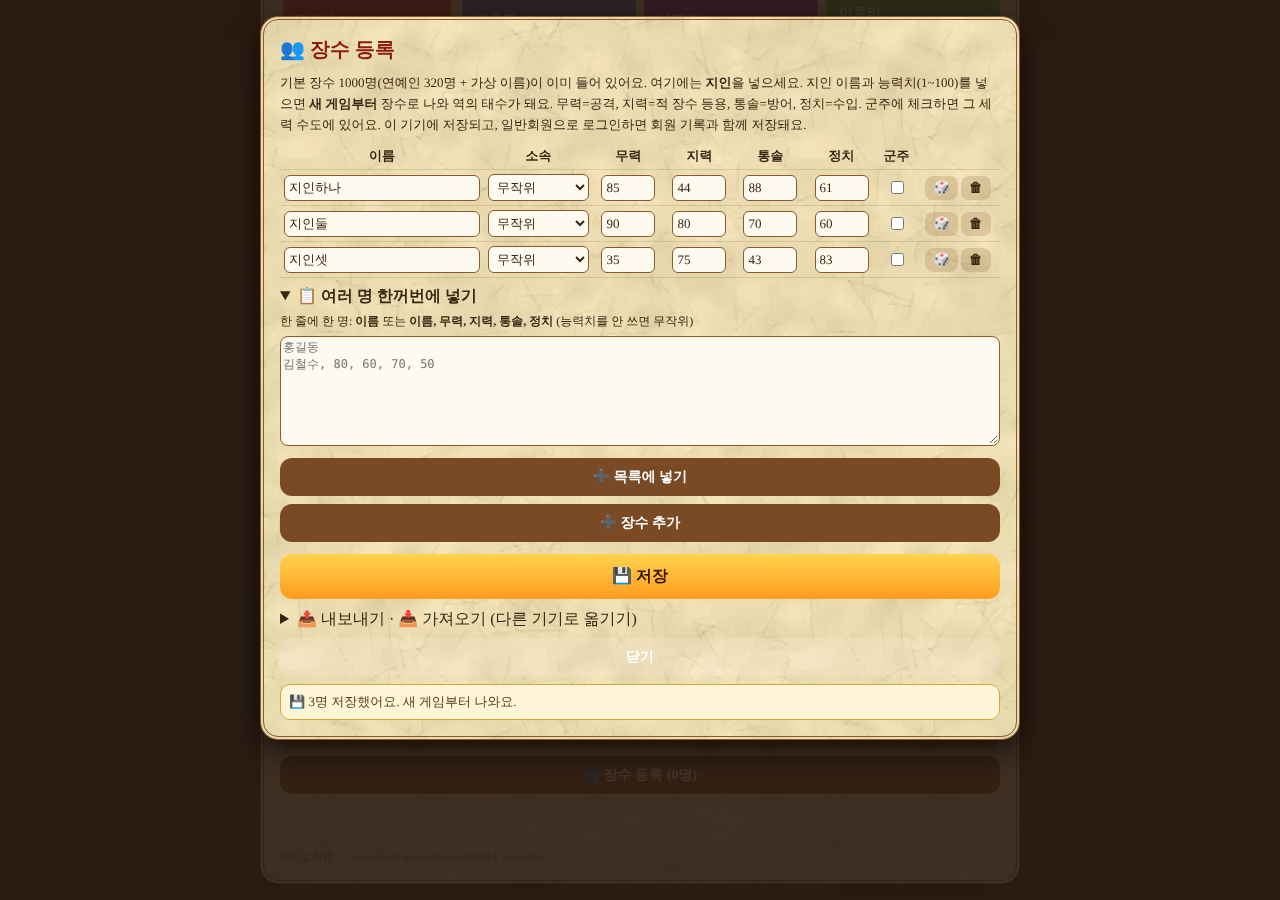 이효리
👥 장수 등록
기본 장수 1000명(연예인 320명 + 가상 이름)이 이미 들어 있어요. 여기에는 지인을 넣으세요. 지인 이름과 능력치(1~100)를 넣
으면 새 게임부터 장수로 나와 역의 태수가 돼요. 무력=공격, 지력=적 장수 등용, 통솔=방어, 정치=수입. 군주에 체크하면 그 세
력 수도에 있어요. 이 기기에 저장되고, 일반회원으로 로그인하면 회원 기록과 함께 저장돼요.
이름 소속 무력 지력 통솔 정치 군주
지인하나 무작위 85 44 88 61
지인둘 무작위 90 80 70 60
지인셋 무작위 35 75 43 83
▼ 📋 여러 명 한꺼번에 넣기
한 줄에 한 명: 이름 또는 이름, 무력, 지력, 통솔, 정치 (능력치를 안 쓰면 무작위)
홍길동
김철수, 80, 60, 70, 50
➕ 목록에 넣기
➕ 장수 추가
💾 저장
▶ 📤 내보내기 · 📥 가져오기 (다른 기기로 옮기기)
닫기
💾 3명 저장했어요. 새 게임부터 나와요.
👥 장수 등록 (0명)
닫기